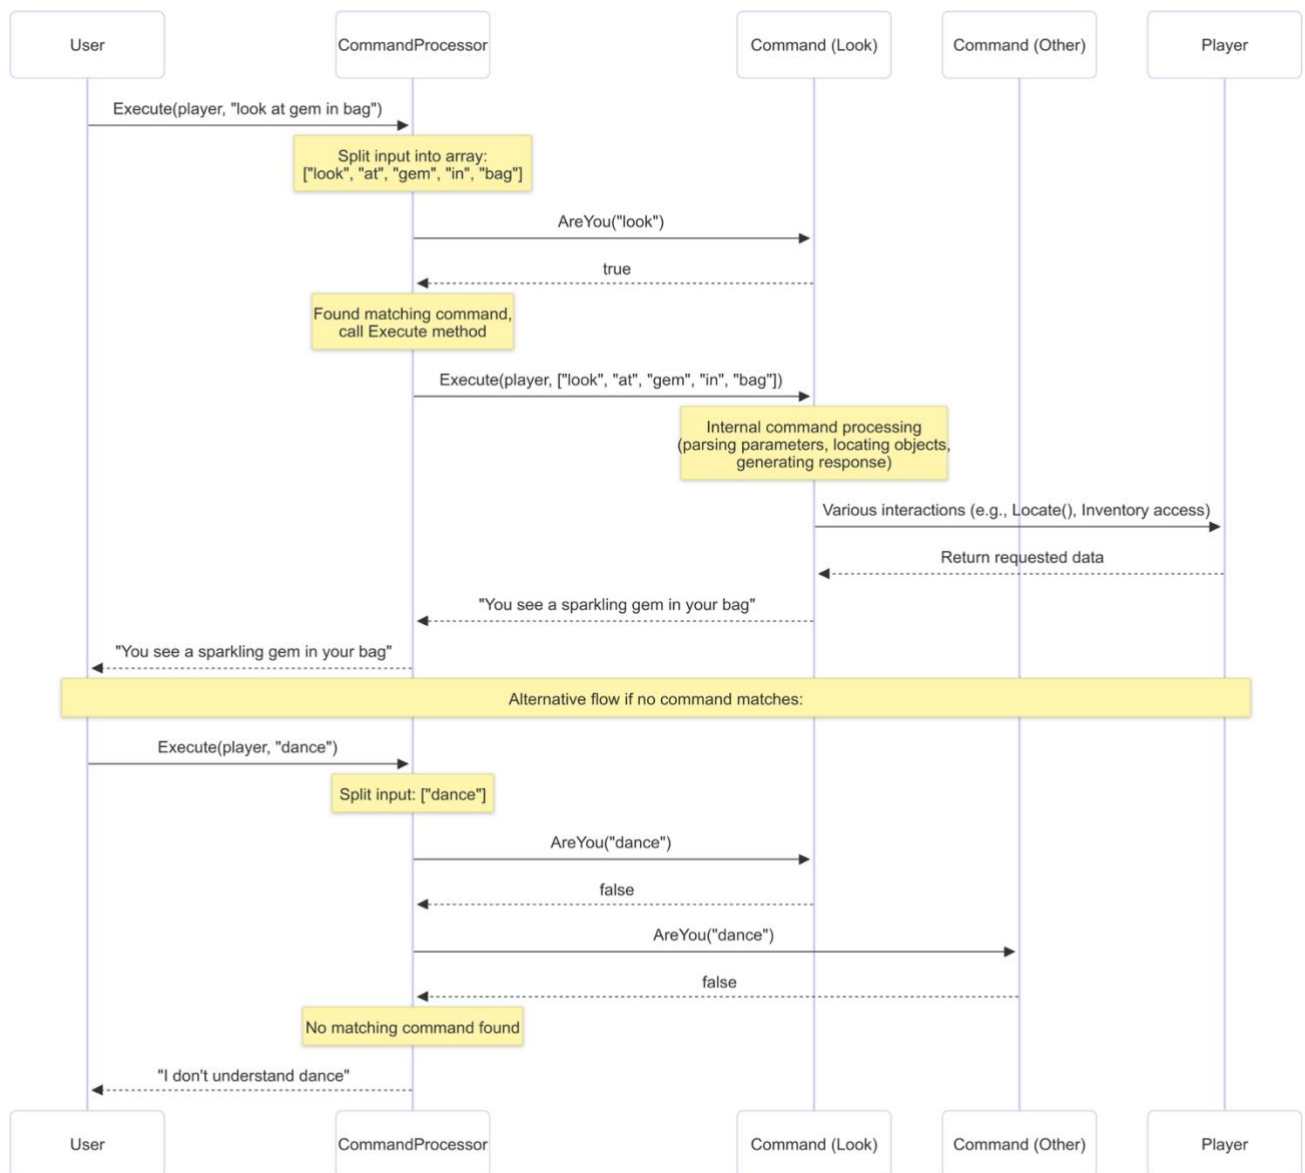 User
CommandProcessor
Command (Look)
Command (Other)
Player
Execute(player, "look at gem in bag")
Split input into array:
["look", "at", "gem", "in", "bag"]
AreYou("look")
true
Found matching command,
call Execute method
Execute(player, ["look", "at", "gem", "in", "bag"])
Internal command processing
(parsing parameters, locating objects,
generating response)
Various interactions (e.g., Locate(), Inventory access)
Return requested data
"You see a sparkling gem in your bag"
"You see a sparkling gem in your bag"
Alternative flow if no command matches:
Execute(player, "dance")
Split input: ["dance"]
AreYou("dance")
false
AreYou("dance")
false
No matching command found
"I don't understand dance"
User
CommandProcessor
Command (Look)
Command (Other)
Player